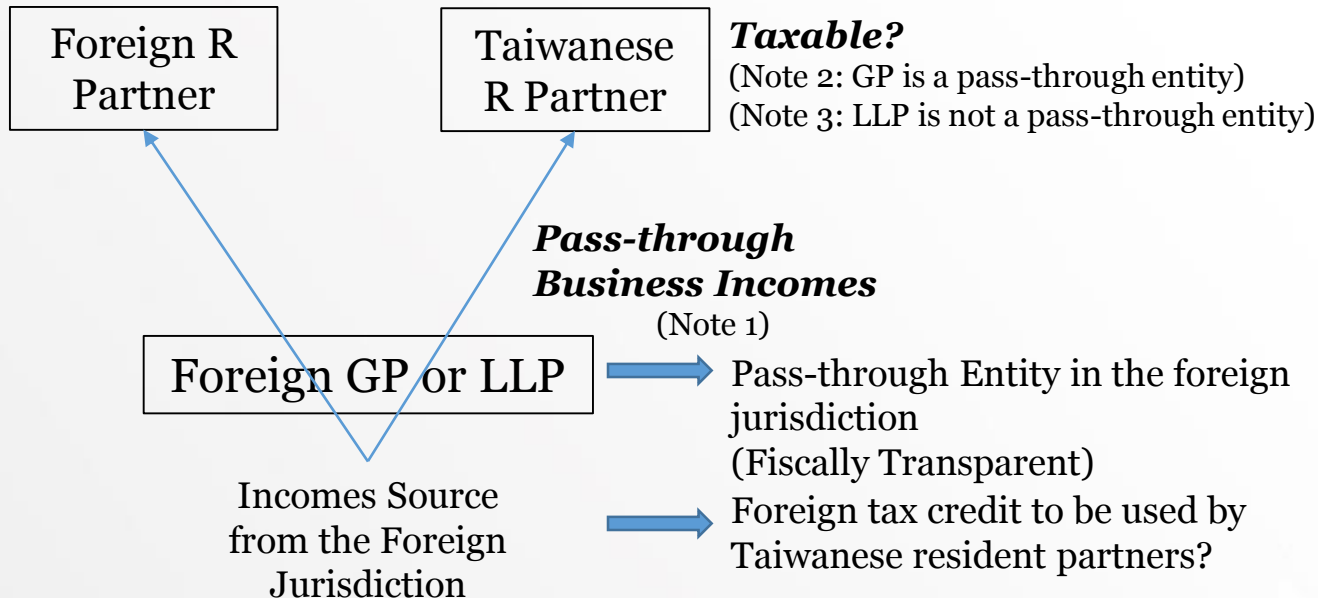 Foreign R
Partner
Taiwanese
R Partner
Taxable?
(Note 2: GP is a pass-through entity)
(Note 3: LLP is not a pass-through entity)
Pass-through
Business Incomes
(Note 1)
Foreign GP or LLP
Pass-through Entity in the foreign
jurisdiction
(Fiscally Transparent)
Incomes Source
from the Foreign
Jurisdiction
Foreign tax credit to be used by
Taiwanese resident partners?